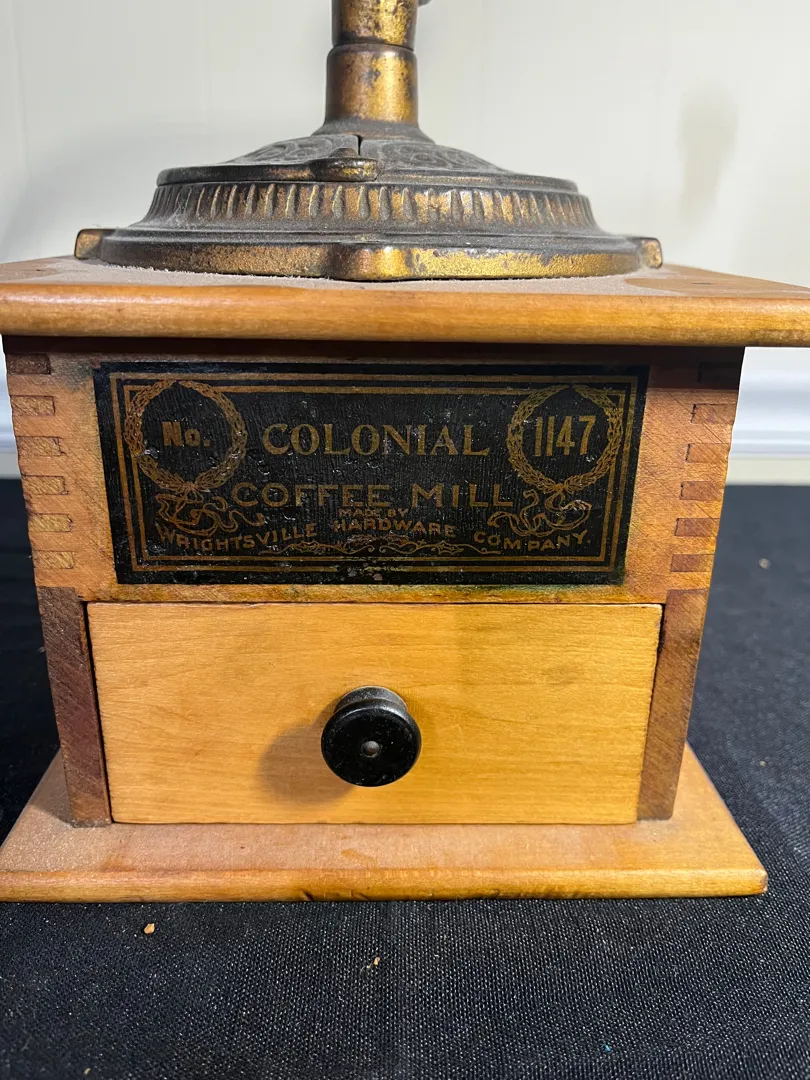 No. COLONIAL 1147
COFFEE MILL
MADE BY
WRIGHTSVILLE HARDWARE COMPANY.